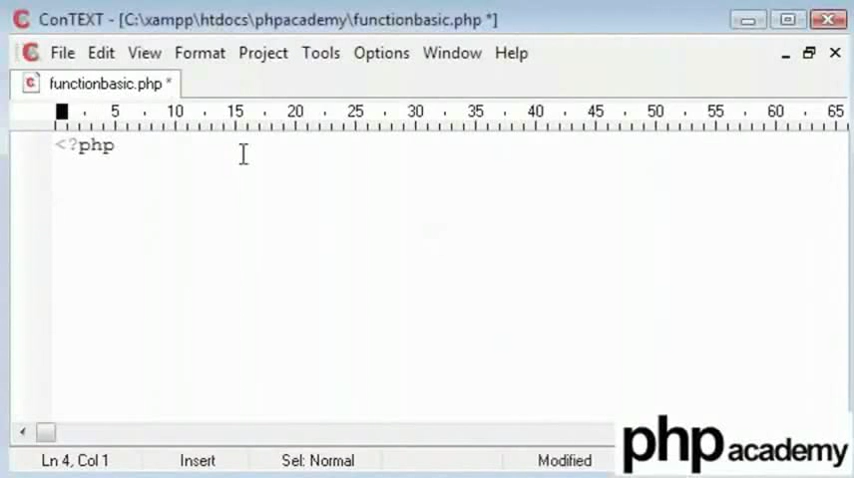 ConTEXT - [C:\xampp\htdocs\phpacademy\functionbasic.php *]
File Edit View Format Project Tools Options Window Help
functionbasic.php *
5 10 15 20 25 30 35 40 45 50 55 60 65
<?php
Ln 4, Col 1 Insert Sel: Normal Modified
php academy